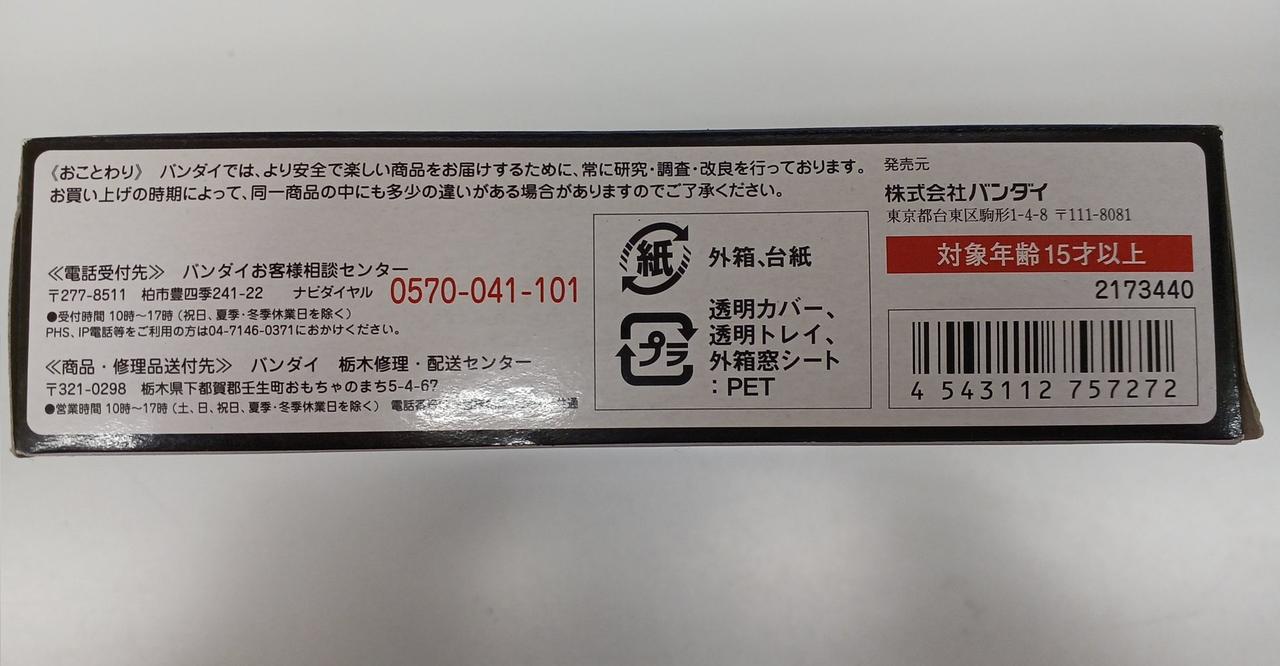 《おことわり》 バンダイでは、より安全で楽しい商品をお届けするために、常に研究・調査・改良を行っております。
お買い上げの時期によって、同一商品の中にも多少の違いがある場合がありますのでご了承ください。
≪電話受付先≫ バンダイお客様相談センター
〒277-8511 柏市豊四季241-22 ナビダイヤル 0570-041-101
●受付時間 10時～17時（祝日、夏季・冬季休業日を除く）
PHS、IP電話等をご利用の方は04-7146-0371におかけください。
≪商品・修理品送付先≫ バンダイ 栃木修理・配送センター
〒321-0298 栃木県下都賀郡壬生町おもちゃのまち5-4-67
●営業時間 10時～17時（土、日、祝日、夏季・冬季休業日を除く） 電話番
紙
外箱、台紙
プラ
透明カバー、
透明トレイ、
外箱窓シート
：PET
発売元
株式会社バンダイ
東京都台東区駒形1-4-8 〒111-8081
対象年齢15才以上
2173440
4 543112 757272